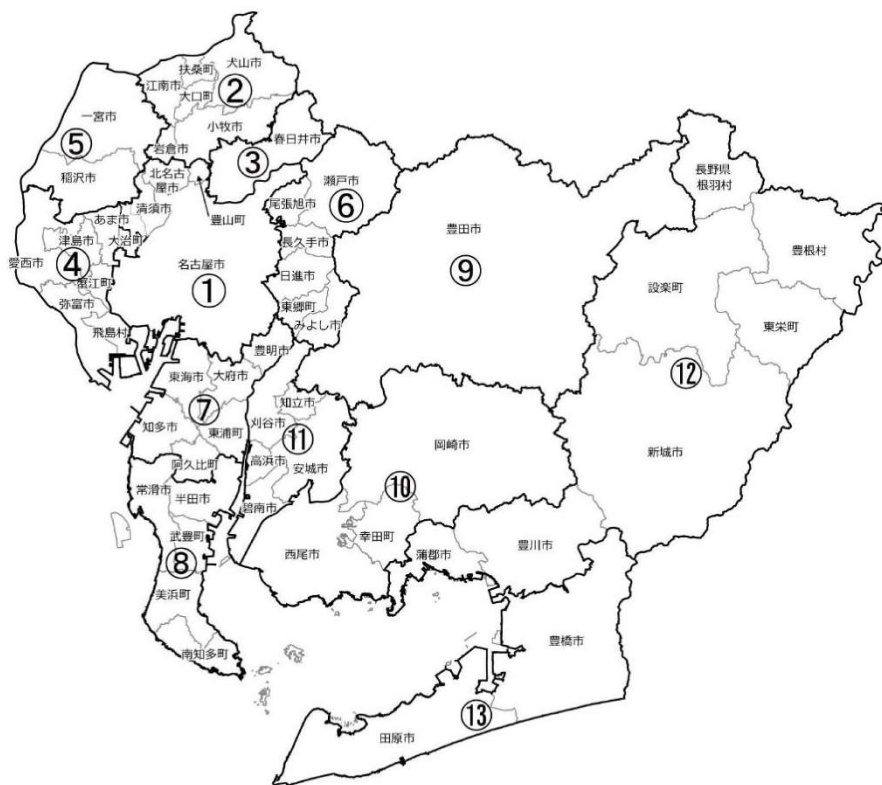 扶桑町
犬山市
江南市
②
大口町
一宮市
小牧市
春日井市
⑤
③
岩倉市
稲沢市
北名古
屋市
瀬戸市
⑥
長野県
根羽村
清須市
豊山町
尾張旭市
あま市
津島市
大治町
長久手市
豊田市
豊根村
④
愛西市
名古屋市
日進市
⑨
設楽町
蟹江町
①
弥富市
東郷町
東栄町
飛島村
みよし市
豊明市
東海市
大府市
⑫
⑦
知立市
知多市
東浦町
刈谷市
⑪
岡崎市
新城市
阿久比町
高浜市
安城市
常滑市
半田市
碧南市
⑩
武豊町
幸田町
豊川市
西尾市
蒲郡市
⑧
美浜町
豊橋市
南知多町
⑬
田原市